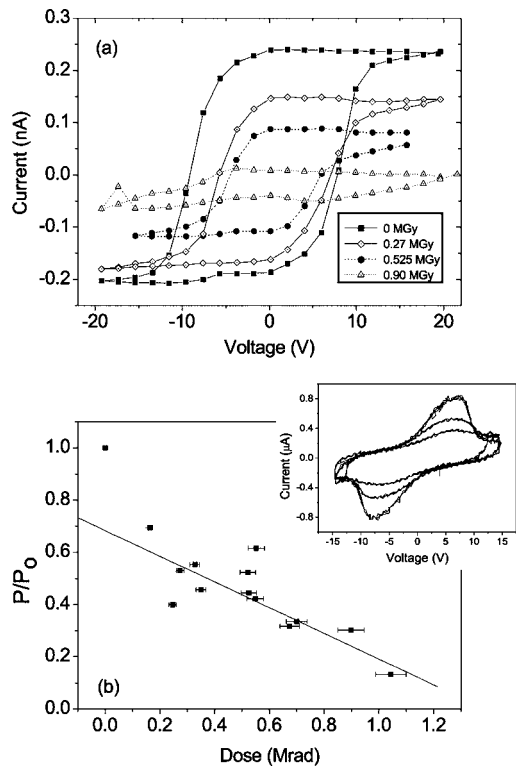 (a)
0.3
0.2
0.1
0.0
-0.1
-0.2
Current (nA)
0 MGy
0.27 MGy
0.525 MGy
0.90 MGy
-20 -10 0 10 20
Voltage (V)
0.8
0.4
0.0
-0.4
-0.8
Current (μA)
-15 -10 -5 0 5 10 15
Voltage (V)
1.0
0.8
0.6
0.4
0.2
0.0
P/Po
(b)
0.0 0.2 0.4 0.6 0.8 1.0 1.2
Dose (Mrad)